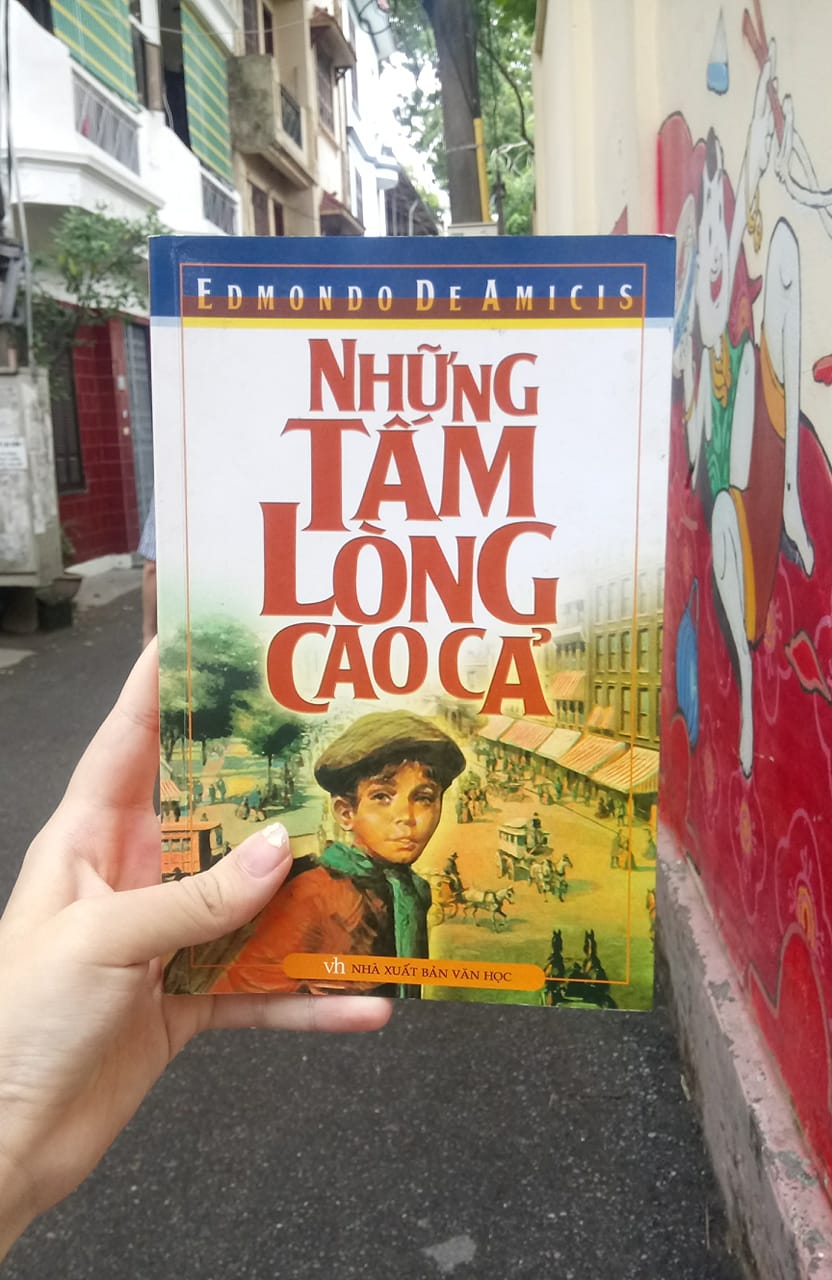 EDMONDO DE AMICIS
NHỮNG
TẤM
LÒNG
CAO CẢ
vh NHÀ XUẤT BẢN VĂN HỌC